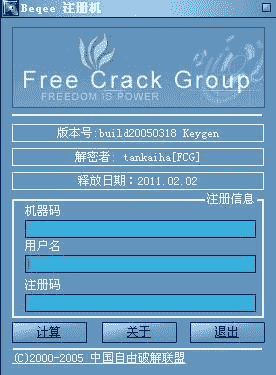 Beqee 注册机
Free Crack Group
FREEDOM IS POWER
版本号:build20050318 Keygen
解密者: tankaiha[FCG]
释放日期:2011.02.02
注册信息
机器码
用户名
注册码
计算
关于
退出
(C)2000-2005 中国自由破解联盟